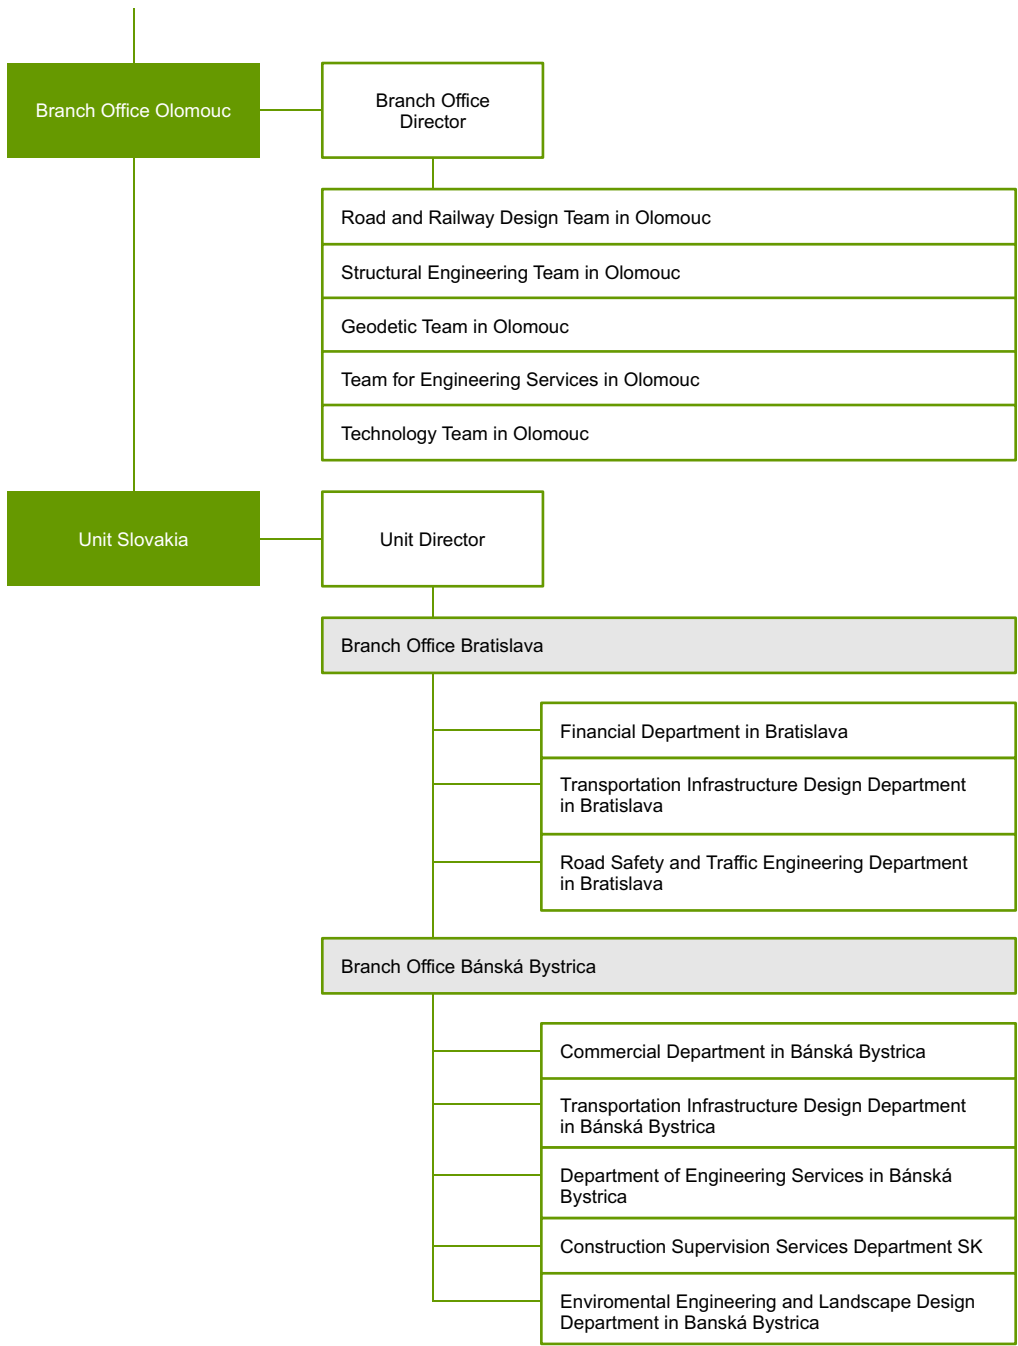 Branch Office Olomouc
Branch Office
Director
Road and Railway Design Team in Olomouc
Structural Engineering Team in Olomouc
Geodetic Team in Olomouc
Team for Engineering Services in Olomouc
Technology Team in Olomouc
Unit Slovakia
Unit Director
Branch Office Bratislava
Financial Department in Bratislava
Transportation Infrastructure Design Department
in Bratislava
Road Safety and Traffic Engineering Department
in Bratislava
Branch Office Bánská Bystrica
Commercial Department in Bánská Bystrica
Transportation Infrastructure Design Department
in Bánská Bystrica
Department of Engineering Services in Bánská
Bystrica
Construction Supervision Services Department SK
Enviromental Engineering and Landscape Design
Department in Banská Bystrica